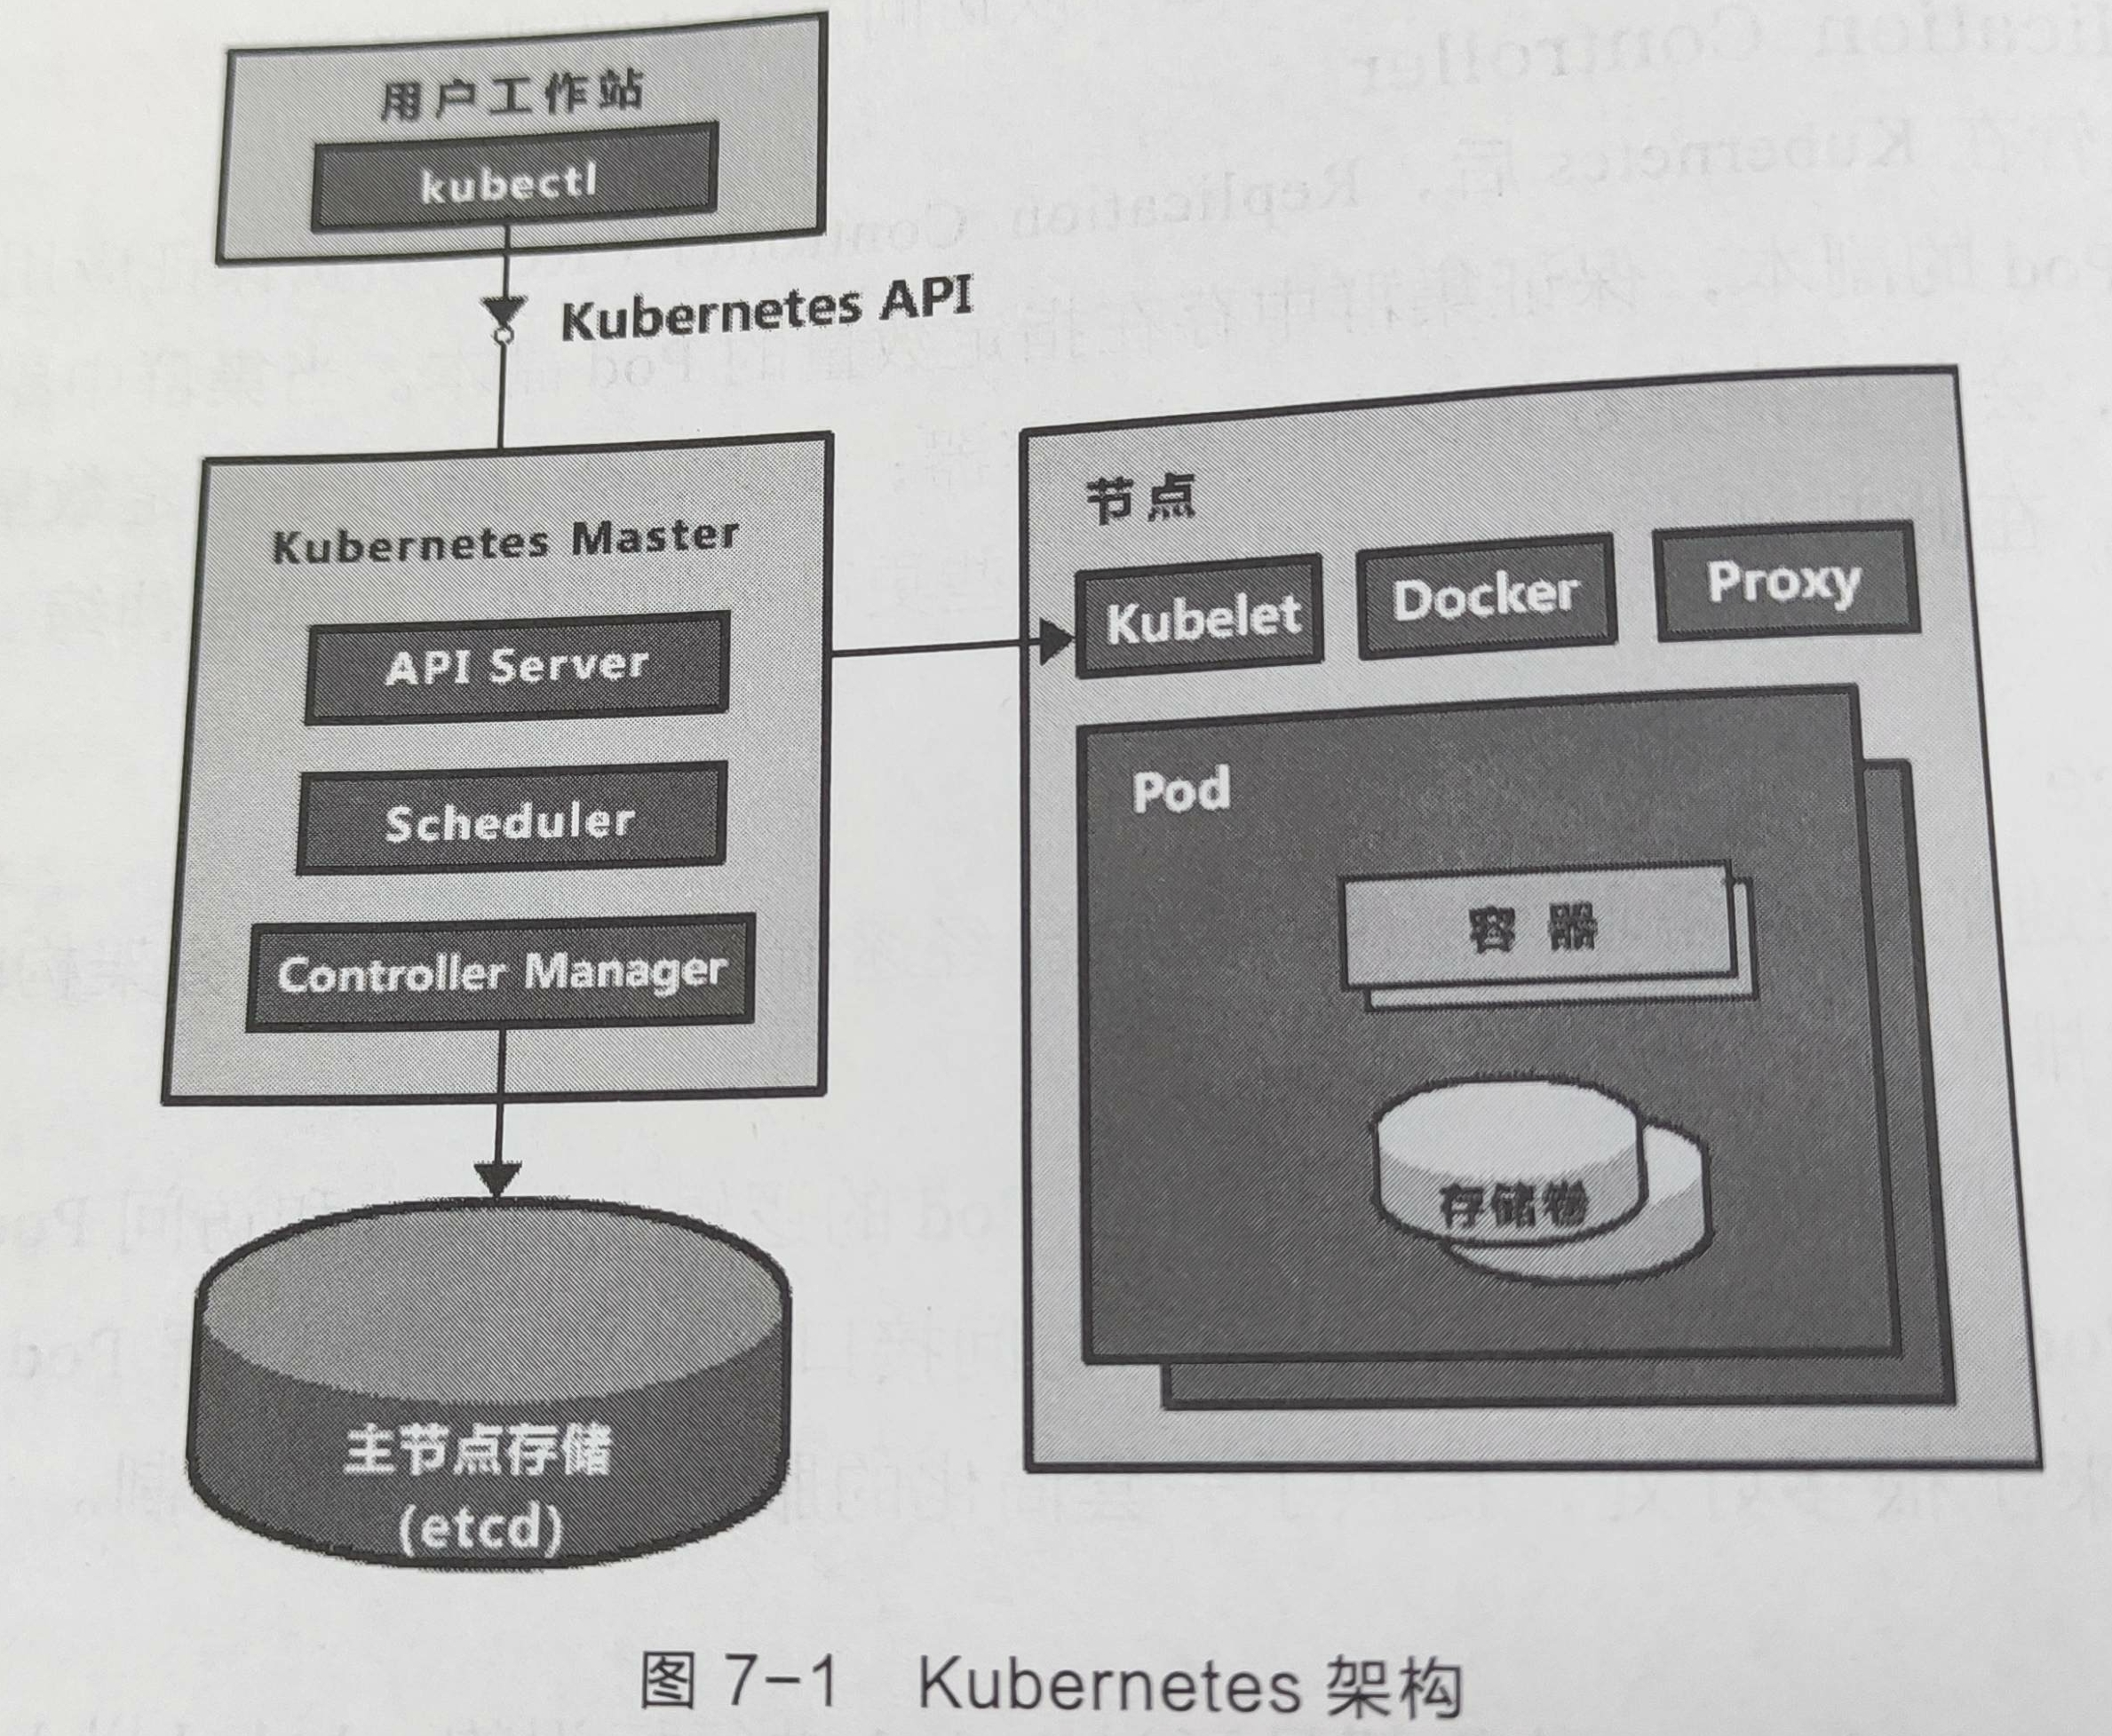 用户工作站
kubectl
Kubernetes API
Kubernetes Master
API Server
Scheduler
Controller Manager
主节点存储
(etcd)
节点
Kubelet
Docker
Proxy
Pod
容器
存储卷
图 7-1 Kubernetes 架构